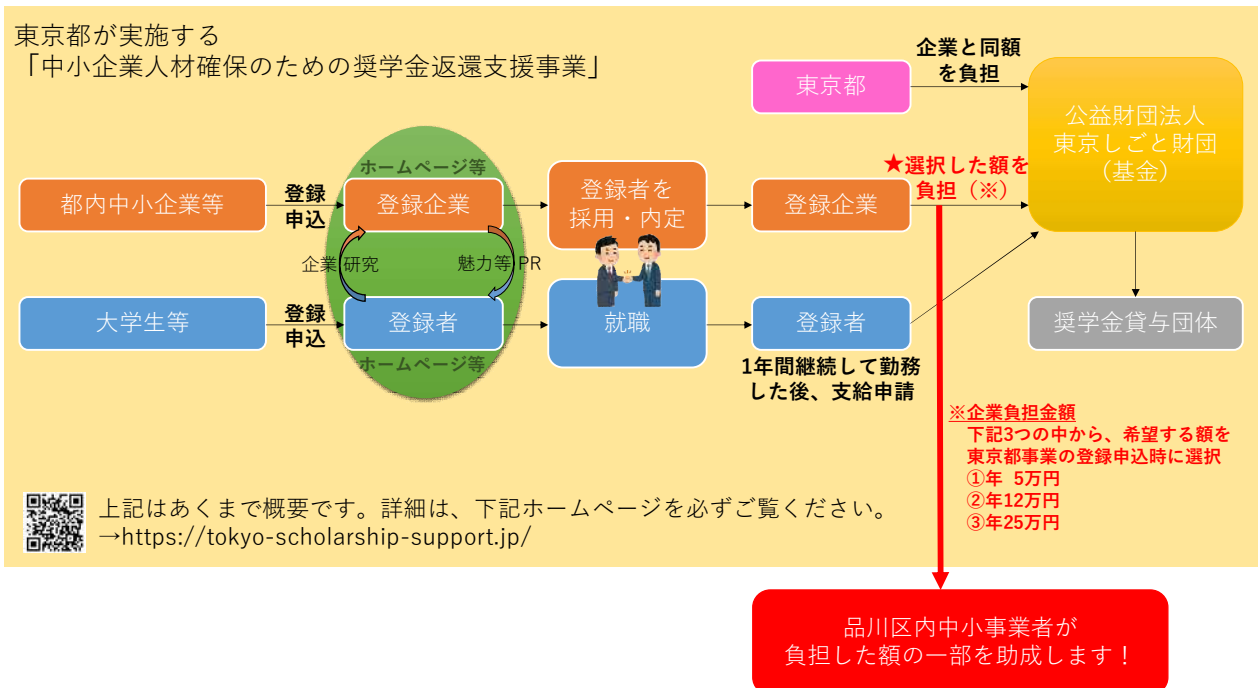 東京都が実施する
「中小企業人材確保のための奨学金返還支援事業」
企業と同額
を負担
東京都
公益財団法人
東京しごと財団
（基金）
★選択した額を
負担（※）
ホームページ等
都内中小企業等
登録
申込
登録企業
登録者を
採用・内定
登録企業
企業 研究
魅力等 PR
大学生等
登録
申込
登録者
就職
登録者
奨学金貸与団体
ホームページ等
1年間継続して勤務
した後、支給申請
※企業負担金額
下記3つの中から、希望する額を
東京都事業の登録申込時に選択
①年 5万円
②年12万円
③年25万円
上記はあくまで概要です。詳細は、下記ホームページを必ずご覧ください。
→https://tokyo-scholarship-support.jp/
品川区内中小事業者が
負担した額の一部を助成します！